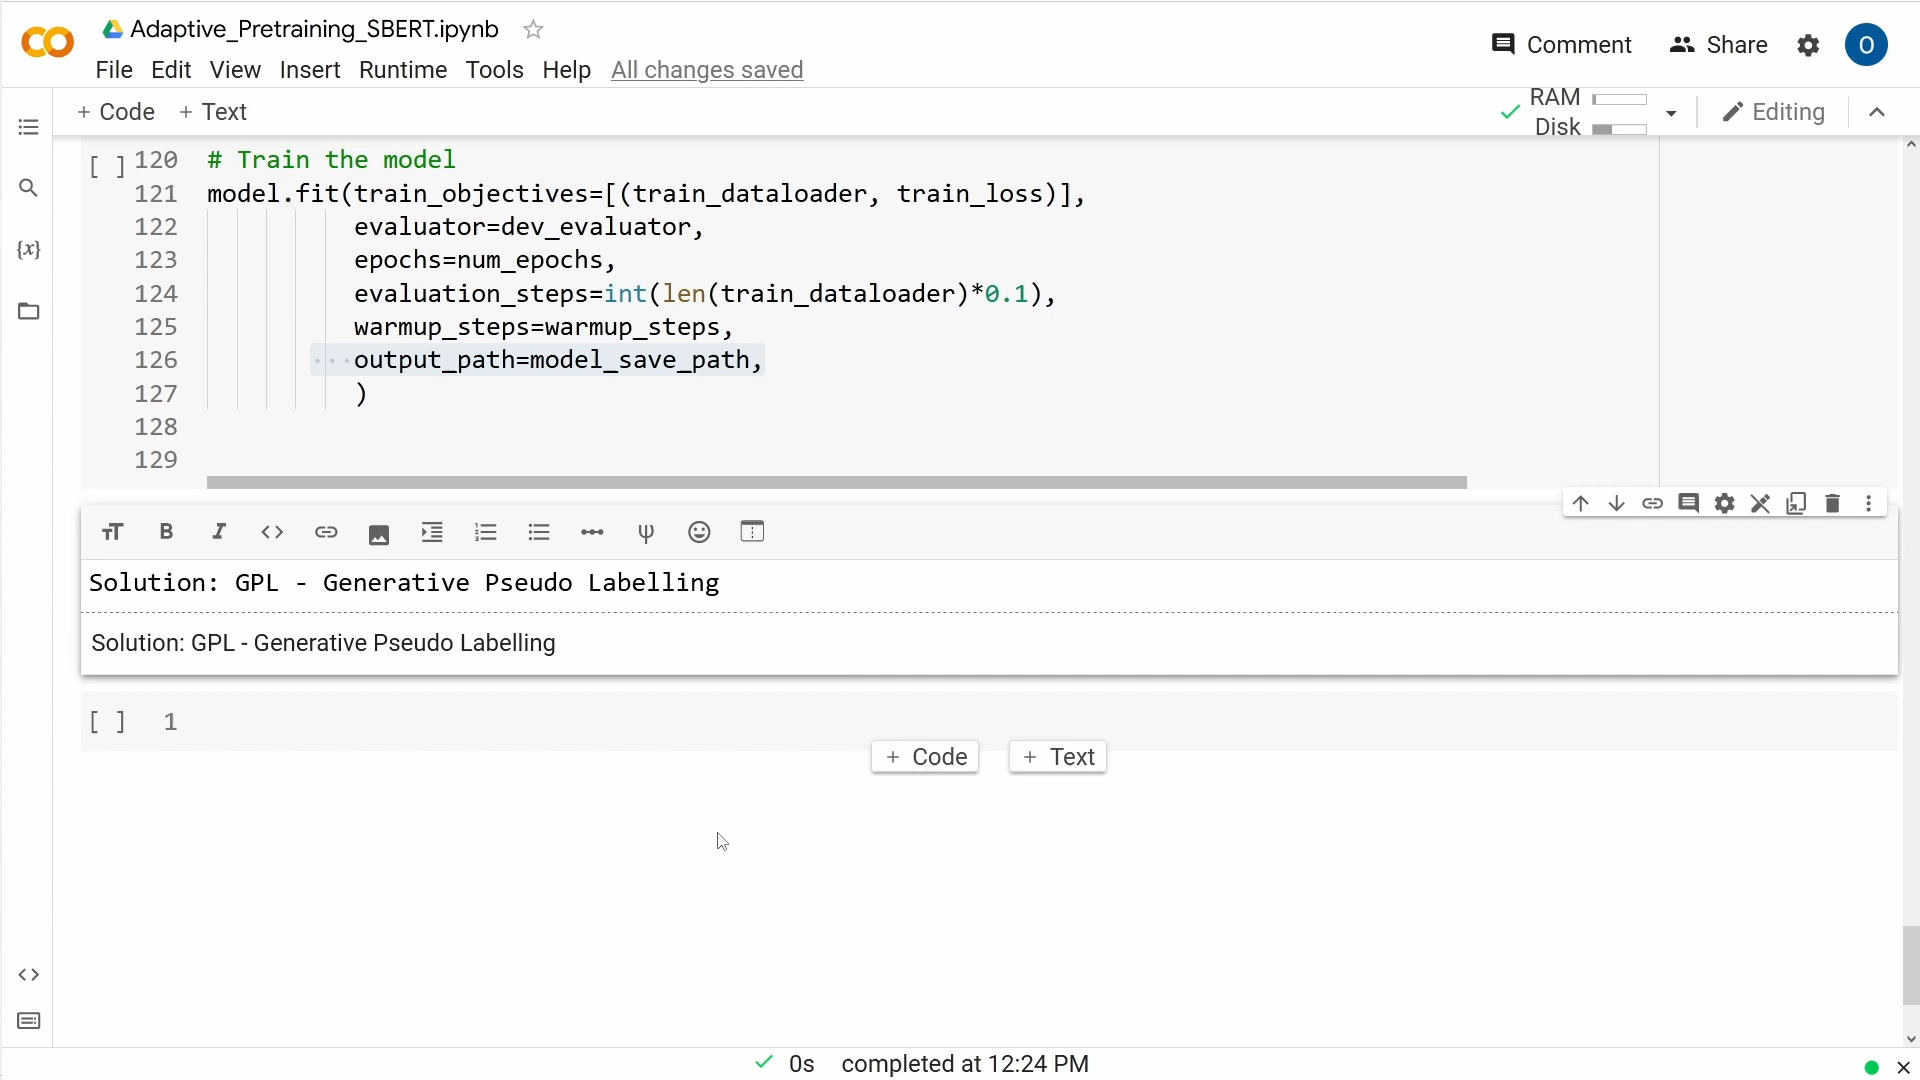 Adaptive_Pretraining_SBERT.ipynb
Comment Share O
File Edit View Insert Runtime Tools Help All changes saved
+ Code + Text
RAM
Disk
Editing
[ ] 120 # Train the model
121 model.fit(train_objectives=[(train_dataloader, train_loss)],
122 evaluator=dev_evaluator,
123 epochs=num_epochs,
124 evaluation_steps=int(len(train_dataloader)*0.1),
125 warmup_steps=warmup_steps,
126 output_path=model_save_path,
127 )
128
129
Solution: GPL - Generative Pseudo Labelling
Solution: GPL - Generative Pseudo Labelling
[ ] 1
+ Code + Text
0s completed at 12:24 PM